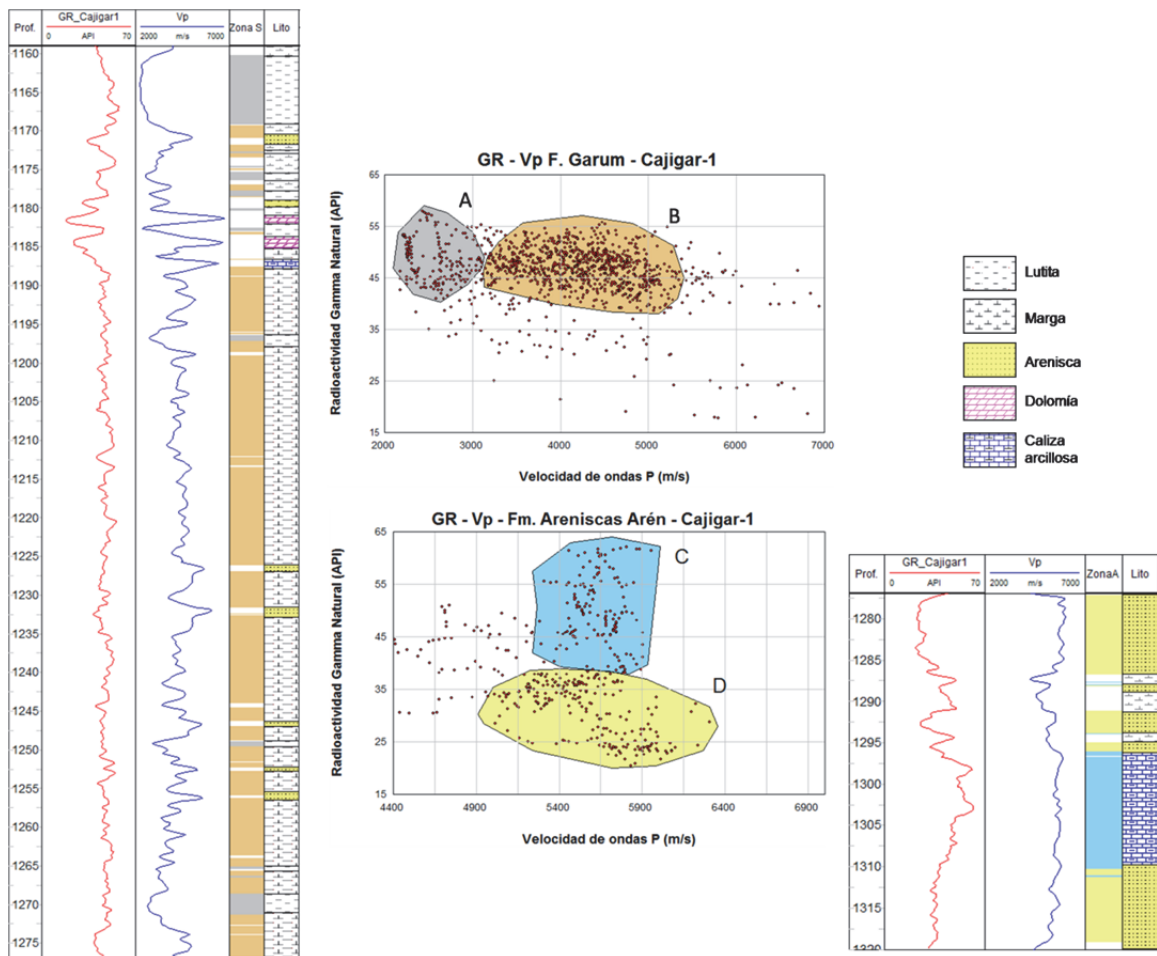 Prof.
GR_Cajigar1
0 API 70
Vp
2000 m/s 7000
Zona S
Lito
1160
1165
1170
1175
1180
1185
1190
1195
1200
1205
1210
1215
1220
1225
1230
1235
1240
1245
1250
1255
1260
1265
1270
1275
GR - Vp F. Garum - Cajigar-1
Radioactividad Gamma Natural (API)
65
55
45
35
25
15
A
B
2000 3000 4000 5000 6000 7000
Velocidad de ondas P (m/s)
Lutita
Marga
Arenisca
Dolomía
Caliza
arcillosa
GR - Vp - Fm. Areniscas Arén - Cajigar-1
Radioactividad Gamma Natural (API)
65
55
45
35
25
15
C
D
4400 4900 5400 5900 6400 6900
Velocidad de ondas P (m/s)
Prof.
GR_Cajigar1
0 API 70
Vp
2000 m/s 7000
ZonaA
Lito
1280
1285
1290
1295
1300
1305
1310
1315
1320